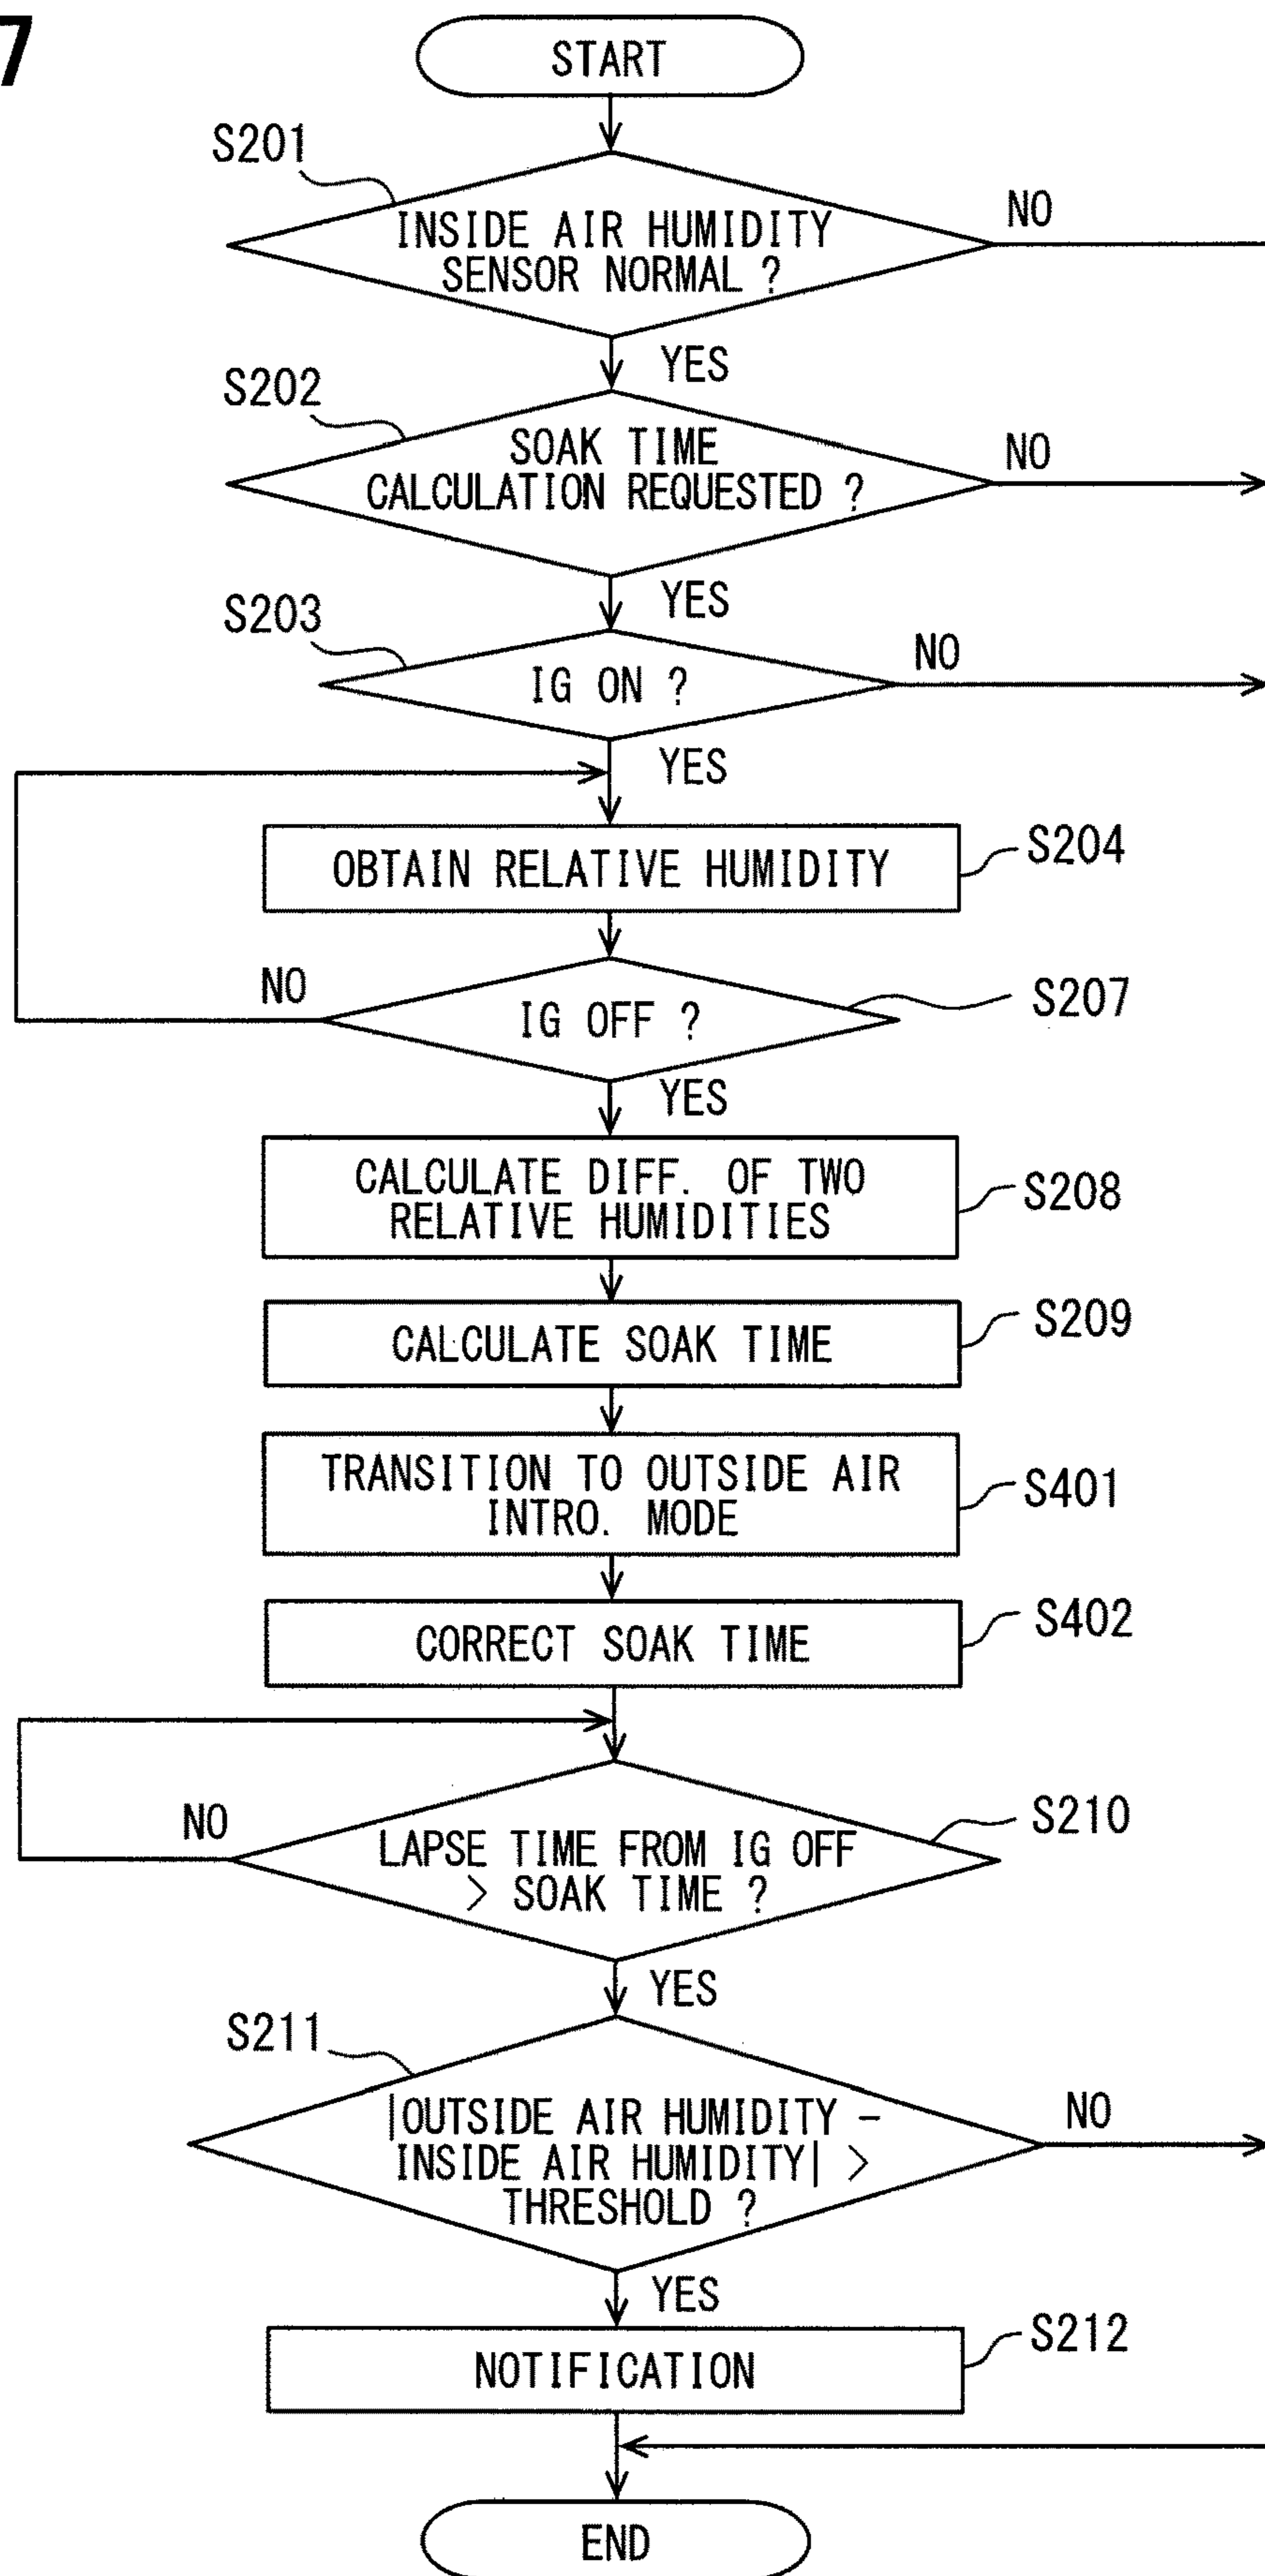 7
START
S201
INSIDE AIR HUMIDITY
SENSOR NORMAL ?
NO
YES
S202
SOAK TIME
CALCULATION REQUESTED ?
NO
YES
S203
IG ON ?
NO
YES
OBTAIN RELATIVE HUMIDITY
S204
NO
IG OFF ?
S207
YES
CALCULATE DIFF. OF TWO
RELATIVE HUMIDITIES
S208
CALCULATE SOAK TIME
S209
TRANSITION TO OUTSIDE AIR
INTRO. MODE
S401
CORRECT SOAK TIME
S402
NO
LAPSE TIME FROM IG OFF
> SOAK TIME ?
S210
YES
S211
|OUTSIDE AIR HUMIDITY -
INSIDE AIR HUMIDITY| >
THRESHOLD ?
NO
YES
NOTIFICATION
S212
END